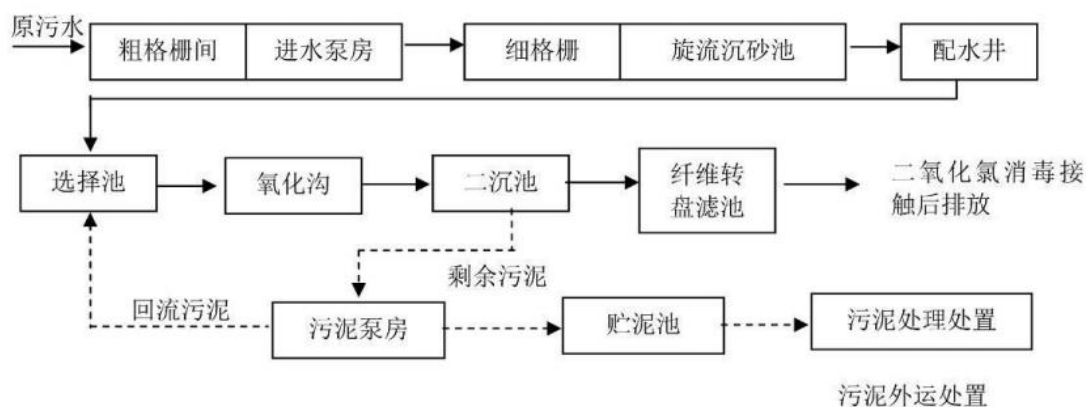 原污水
粗格栅间
进水泵房
细格栅
旋流沉砂池
配水井
选择池
氧化沟
二沉池
纤维转
盘滤池
二氧化氯消毒接
触后排放
剩余污泥
回流污泥
污泥泵房
贮泥池
污泥处理处置
污泥外运处置